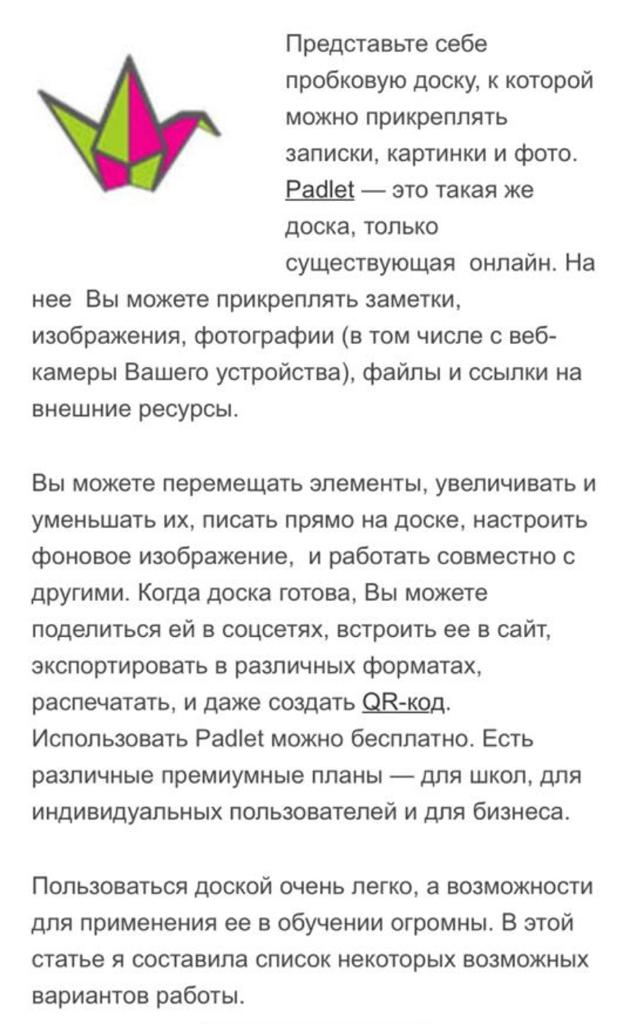 Представьте себе
пробковую доску, к которой
можно прикреплять
записки, картинки и фото.
Padlet — это такая же
доска, только
существующая  онлайн. На
нее  Вы можете прикреплять заметки,
изображения, фотографии (в том числе с веб-
камеры Вашего устройства), файлы и ссылки на
внешние ресурсы.
Вы можете перемещать элементы, увеличивать и
уменьшать их, писать прямо на доске, настроить
фоновое изображение,  и работать совместно с
другими. Когда доска готова, Вы можете
поделиться ей в соцсетях, встроить ее в сайт,
экспортировать в различных форматах,
распечатать, и даже создать QR-код.
Использовать Padlet можно бесплатно. Есть
различные премиумные планы — для школ, для
индивидуальных пользователей и для бизнеса.
Пользоваться доской очень легко, а возможности
для применения ее в обучении огромны. В этой
статье я составила список некоторых возможных
вариантов работы.